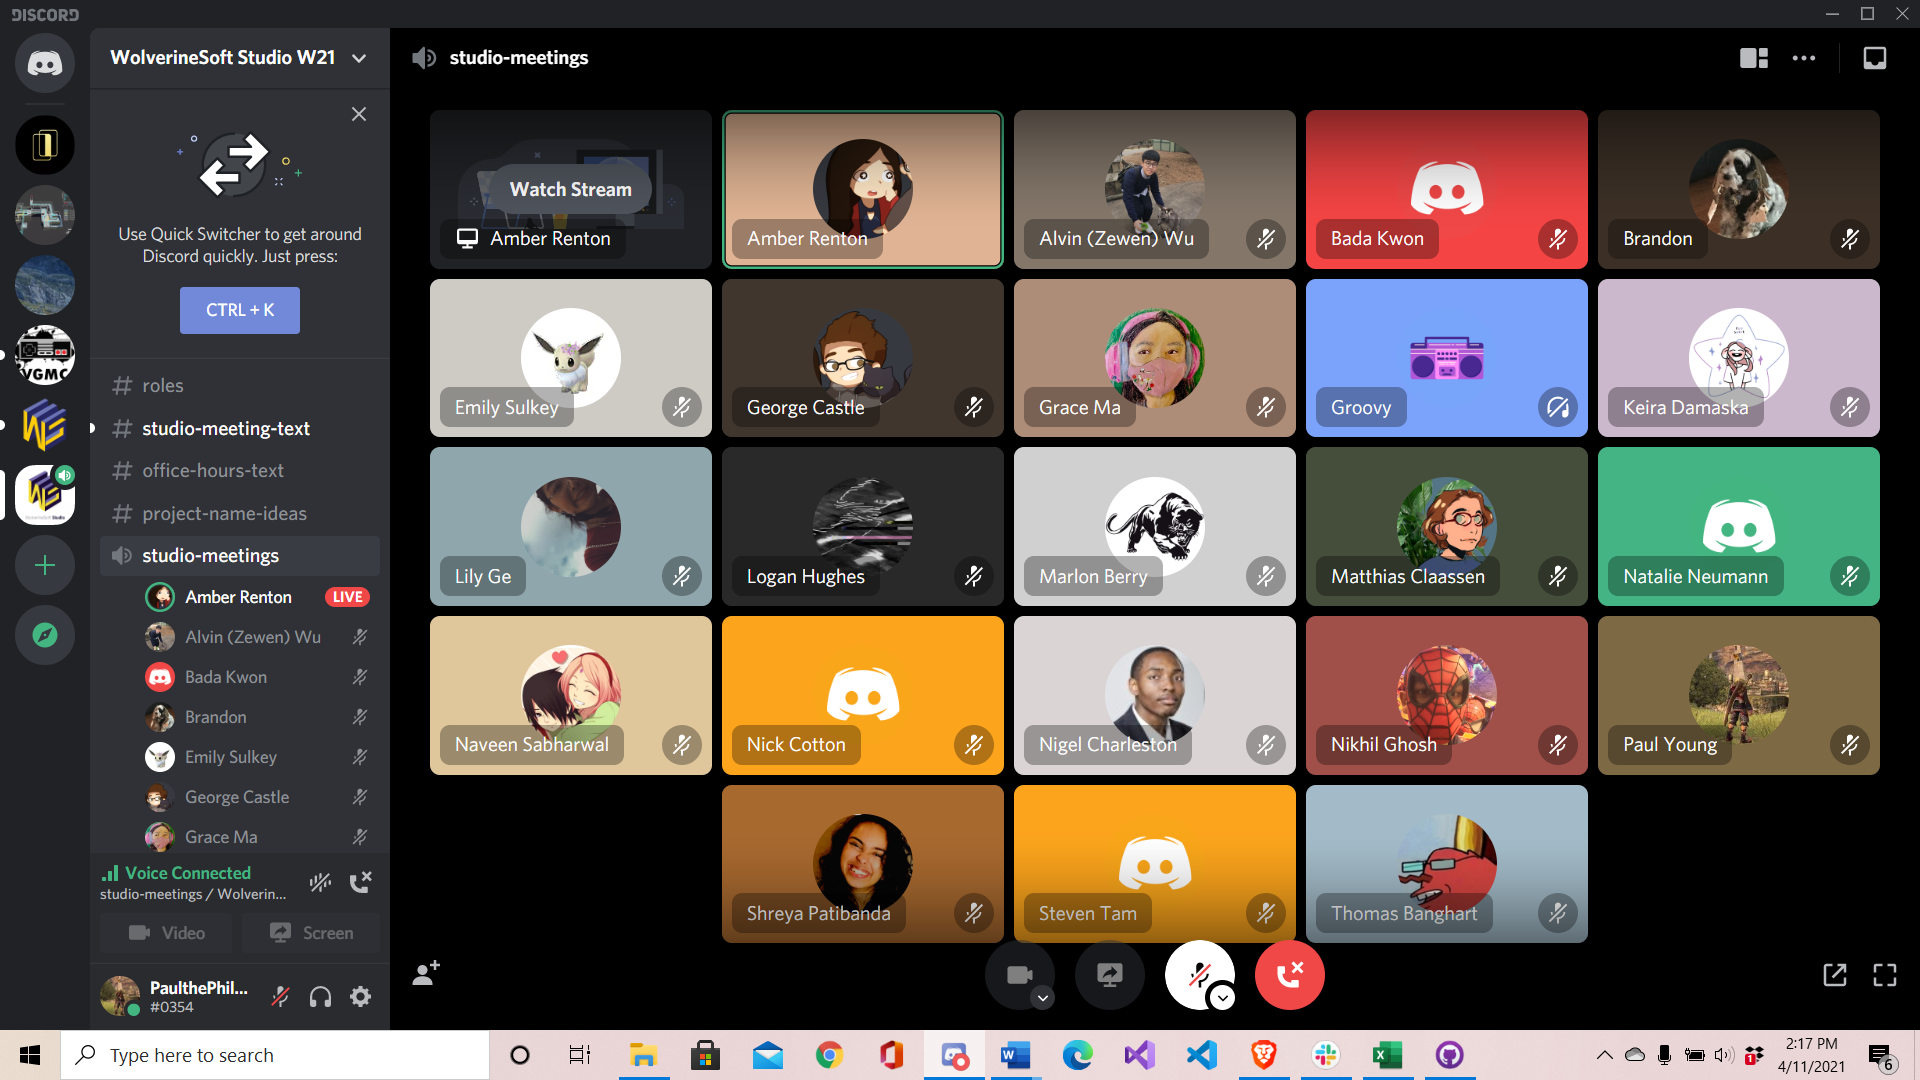 DISCORD
WolverineSoft Studio W21
Use Quick Switcher to get around
Discord quickly. Just press:
CTRL + K
roles
studio-meeting-text
office-hours-text
project-name-ideas
studio-meetings
Amber Renton
LIVE
Alvin (Zewen) Wu
Bada Kwon
Brandon
Emily Sulkey
George Castle
Grace Ma
Voice Connected
studio-meetings / Wolverin...
Video
Screen
PaulthePhil...
#0354
VGMC
studio-meetings
Watch Stream
Amber Renton
Amber Renton
Alvin (Zewen) Wu
Bada Kwon
Brandon
Emily Sulkey
George Castle
Grace Ma
Groovy
Keira Damaska
Lily Ge
Logan Hughes
Marlon Berry
Matthias Claassen
Natalie Neumann
Naveen Sabharwal
Nick Cotton
Nigel Charleston
Nikhil Ghosh
Paul Young
Shreya Patibanda
Steven Tam
Thomas Banghart
Type here to search
2:17 PM
4/11/2021
6